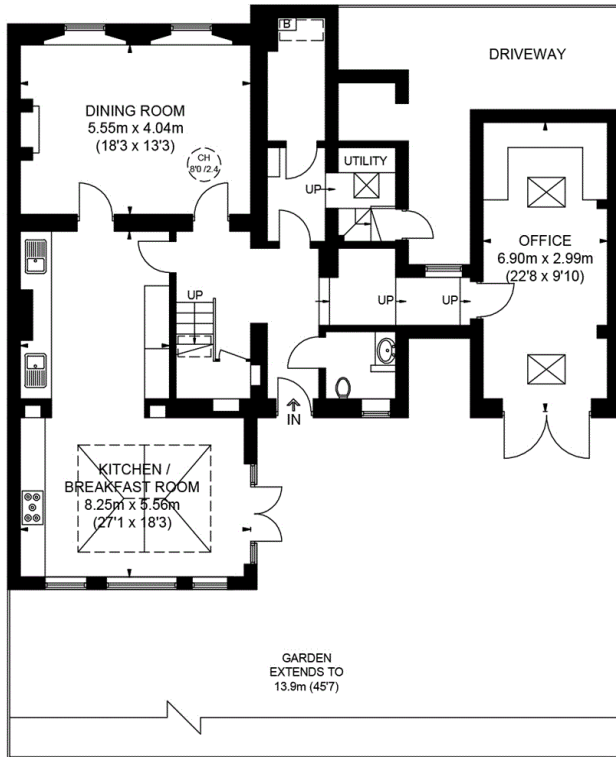 B
DRIVEWAY
DINING ROOM
5.55m x 4.04m
(18'3 x 13'3)
CH
8'0 /2.4
UTILITY
UP
OFFICE
6.90m x 2.99m
(22'8 x 9'10)
UP
UP
UP
IN
KITCHEN /
BREAKFAST ROOM
8.25m x 5.56m
(27'1 x 18'3)
GARDEN
EXTENDS TO
13.9m (45'7)